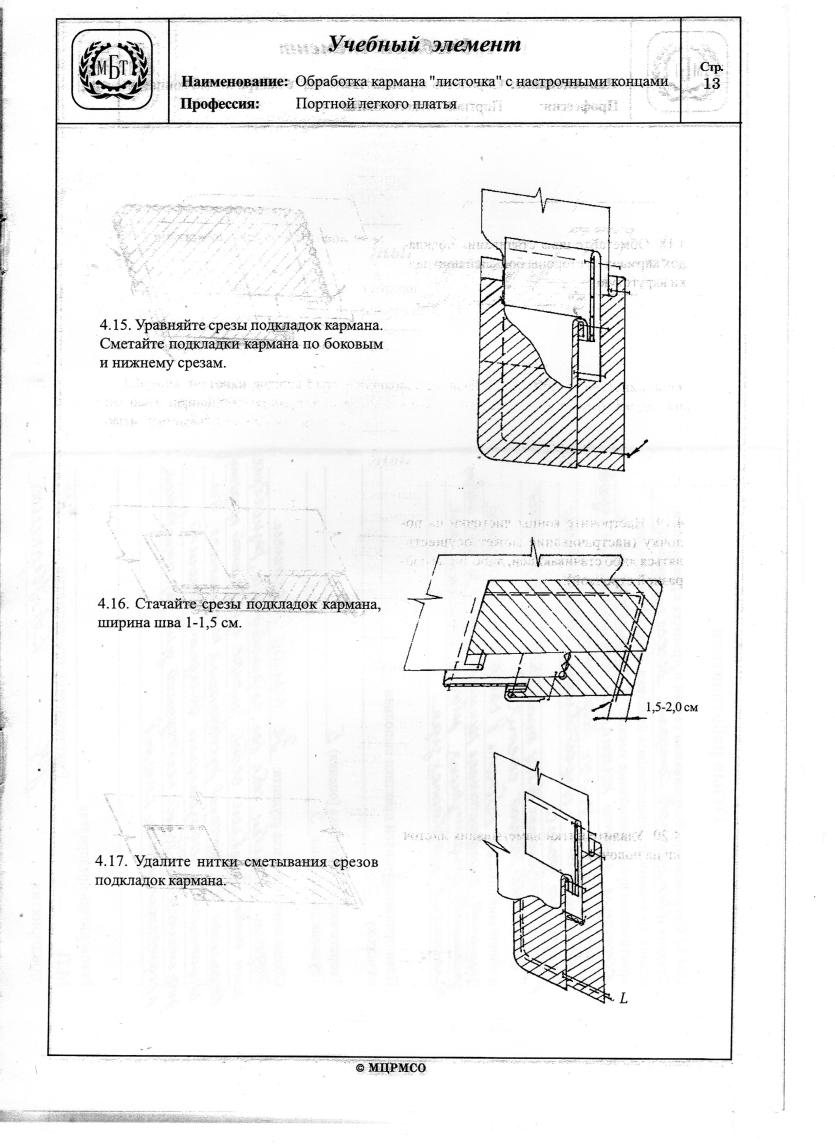 Учебный элемент
МБТ
Наименование: Обработка кармана "листочка" с настрочными концами
Профессия: Портной легкого платья
Стр.
13
4.15. Уравняйте срезы подкладок кармана.
Сметайте подкладки кармана по боковым
и нижнему срезам.
4.16. Стачайте срезы подкладок кармана,
ширина шва 1-1,5 см.
1,5-2,0 см
4.17. Удалите нитки сметывания срезов
подкладок кармана.
L
© МЦРМСО